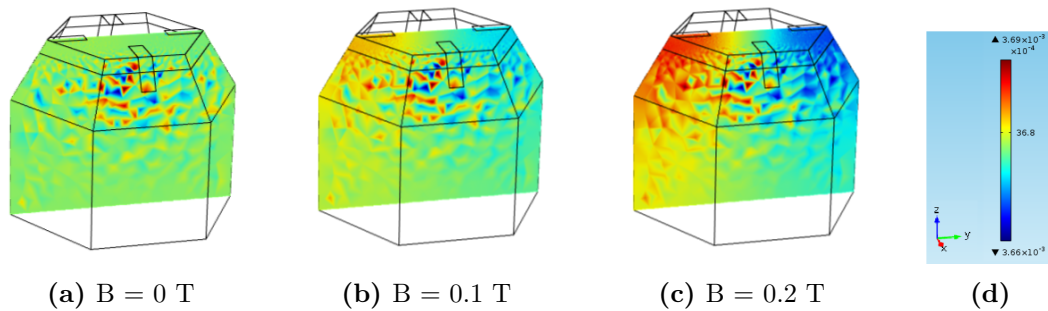 ▲ 3.69×10⁻³
×10⁻⁴
36.8
▼ 3.66×10⁻³
z
y
x
(a) B = 0 T
(b) B = 0.1 T
(c) B = 0.2 T
(d)